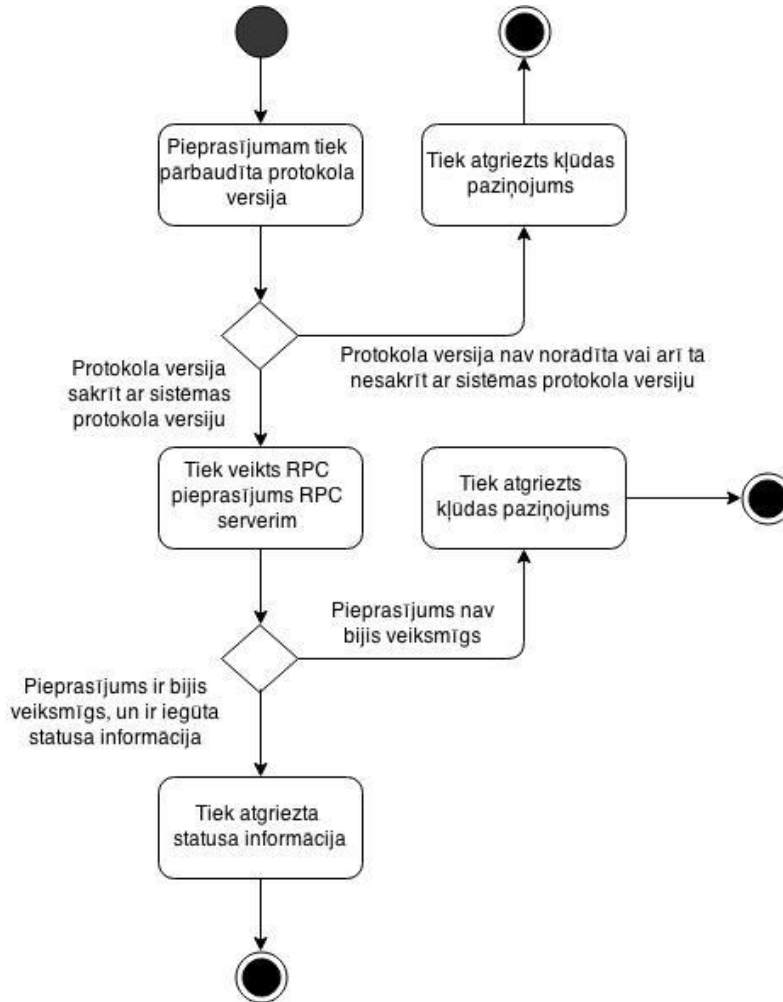 Pieprasījumam tiek
pārbaudīta protokola
versija
Tiek atgriezts kļūdas
paziņojums
Protokola versija
sakrīt ar sistēmas
protokola versiju
Protokola versija nav norādīta vai arī tā
nesakrīt ar sistēmas protokola versiju
Tiek veikts RPC
pieprasījums RPC
serverim
Tiek atgriezts
kļūdas paziņojums
Pieprasījums nav
bijis veiksmīgs
Pieprasījums ir bijis
veiksmīgs, un ir iegūta
statusa informācija
Tiek atgriezta
statusa informācija